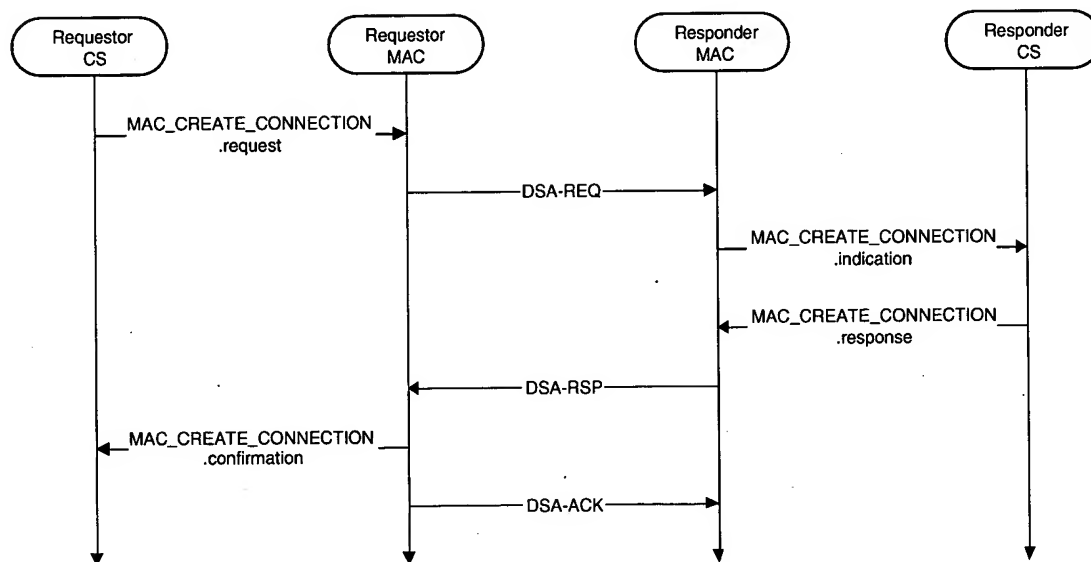 Requestor
CS
Requestor
MAC
Responder
MAC
Responder
CS
MAC_CREATE_CONNECTION
.request
DSA-REQ
MAC_CREATE_CONNECTION
.indication
MAC_CREATE_CONNECTION
.response
DSA-RSP
MAC_CREATE_CONNECTION
.confirmation
DSA-ACK